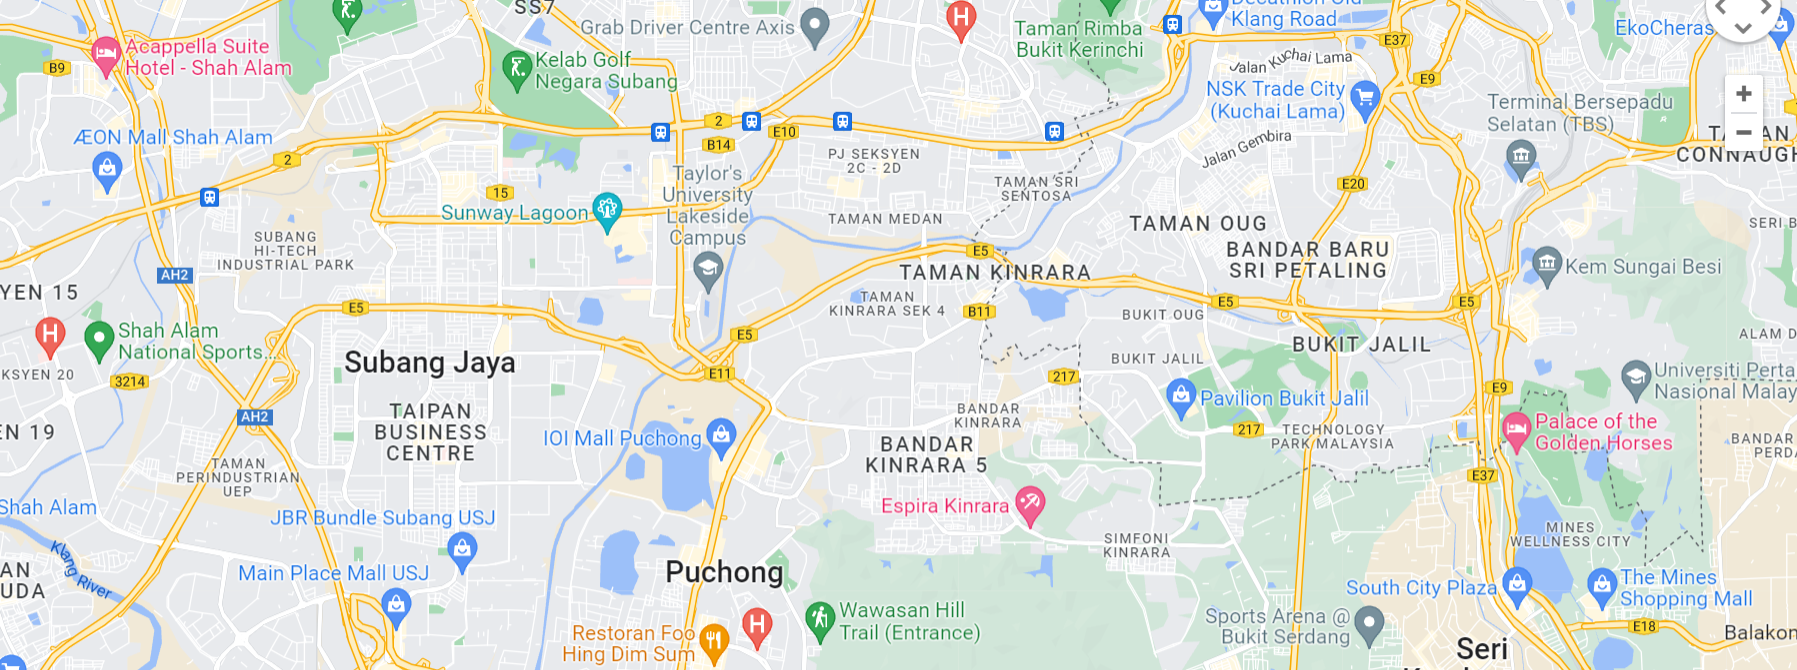 SS7
Grab Driver Centre Axis
Taman Rimba
Bukit Kerinchi
Decathlon Old
Klang Road
E37
EkoCheras
Acappella Suite
Hotel - Shah Alam
B9
Kelab Golf
Negara Subang
Jalan Kuchai Lama
E9
NSK Trade City
(Kuchai Lama)
Terminal Bersepadu
Selatan (TBS)
ÆON Mall Shah Alam
2
E10
B14
2
PJ SEKSYEN
2C - 2D
Jalan Gembira
CONNAUGH
Taylor's
University
Lakeside
Campus
15
Sunway Lagoon
TAMAN SRI
SENTOSA
E20
TAMAN MEDAN
TAMAN OUG
SERI B
SUBANG
HI-TECH
INDUSTRIAL PARK
E5
BANDAR BARU
SRI PETALING
AH2
TAMAN KINRARA
Kem Sungai Besi
YEN 15
TAMAN
KINRARA SEK 4
B11
E5
E5
E5
E5
BUKIT OUG
Shah Alam
National Sports...
ALAM D
BUKIT JALIL
Subang Jaya
BUKIT JALIL
KSYEN 20
3214
E11
217
E9
Universiti Perta
Nasional Malay
Pavilion Bukit Jalil
AH2
TAIPAN
BUSINESS
CENTRE
BANDAR
KINRARA
217
TECHNOLOGY
PARK MALAYSIA
Palace of the
Golden Horses
EN 19
IOI Mall Puchong
BANDAR
KINRARA 5
BANDAR
PERDA
TAMAN
PERINDUSTRIAN
UEP
E37
Shah Alam
Espira Kinrara
JBR Bundle Subang USJ
MINES
WELLNESS CITY
SIMFONI
KINRARA
Klang River
AN
UDA
Main Place Mall USJ
Puchong
South City Plaza
The Mines
Shopping Mall
Wawasan Hill
Trail (Entrance)
Sports Arena @
Bukit Serdang
E18
Balakon
Restoran Foo
Hing Dim Sum
Seri